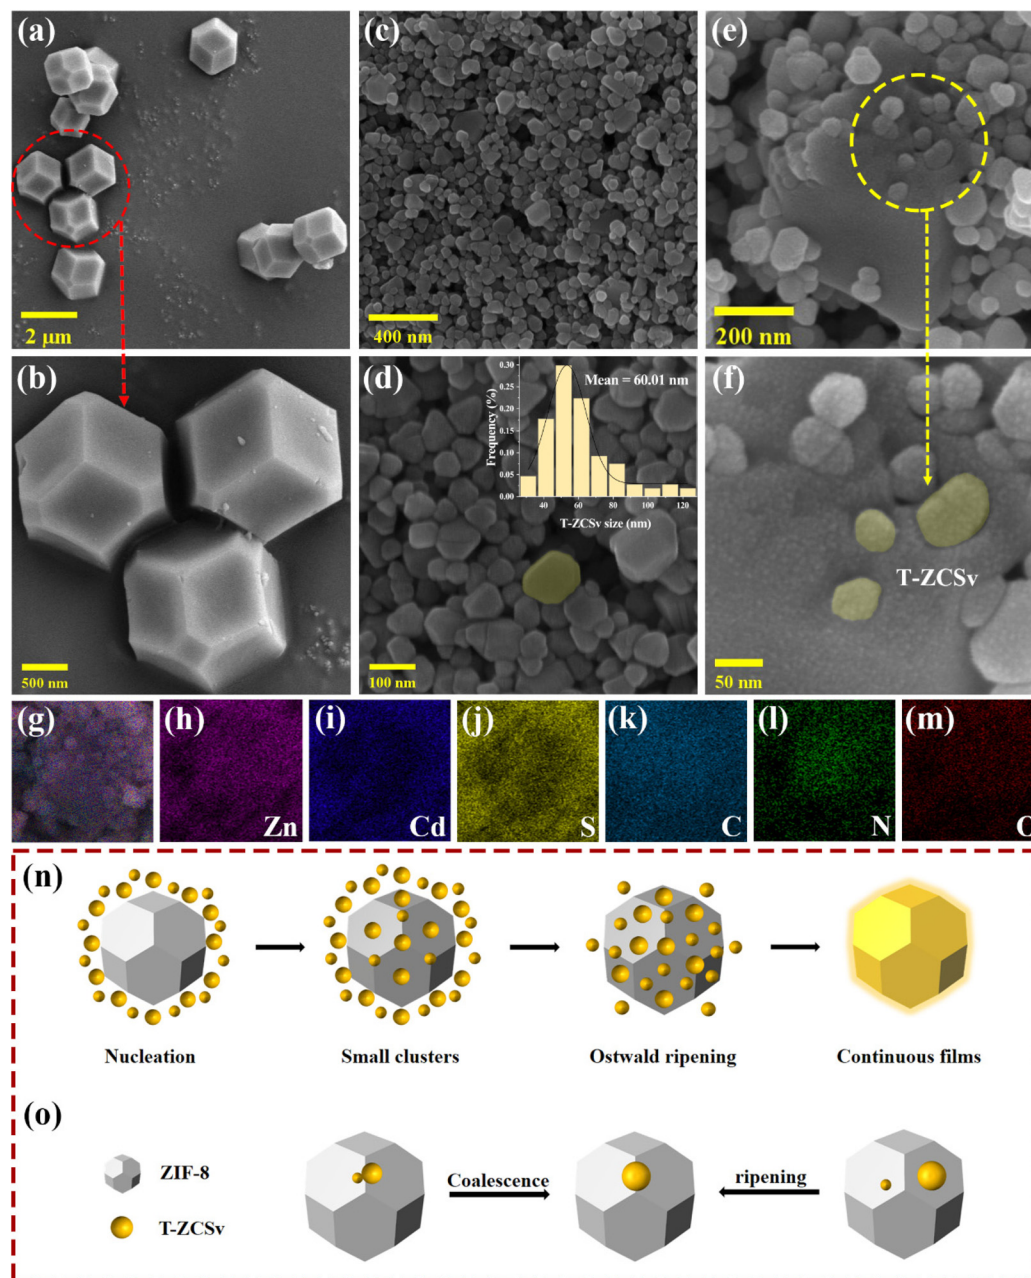 (a)
2 μm
(c)
400 nm
(e)
200 nm
(b)
500 nm
(d)
Mean = 60.01 nm
Frequency (%)
0.30
0.25
0.20
0.15
0.10
0.05
0.00
40 60 80 100 120
T-ZCSv size (nm)
100 nm
(f)
T-ZCSv
50 nm
(g)
(h)
Zn
(i)
Cd
(j)
S
(k)
C
(l)
N
(m)
O
(n)
Nucleation
Small clusters
Ostwald ripening
Continuous films
(o)
ZIF-8
T-ZCSv
Coalescence
ripening